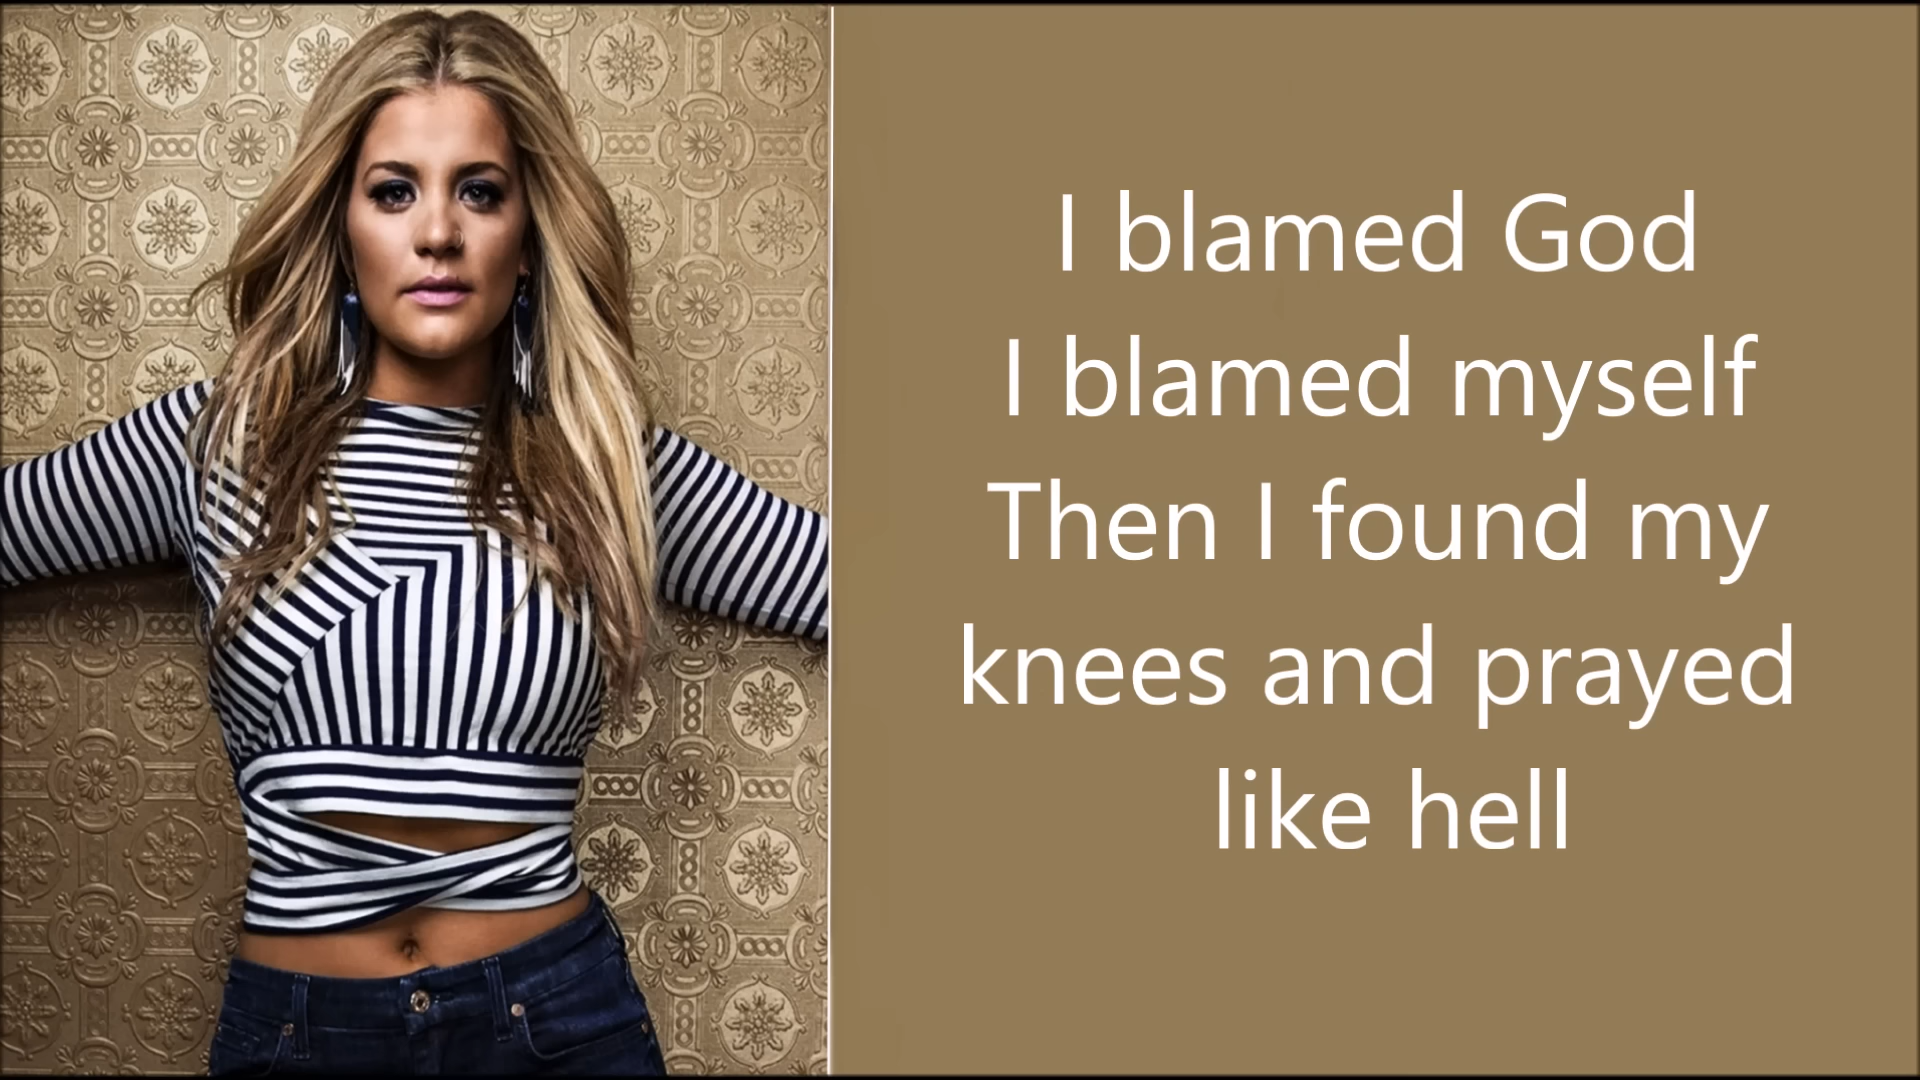 I blamed God
I blamed myself
Then I found my
knees and prayed
like hell